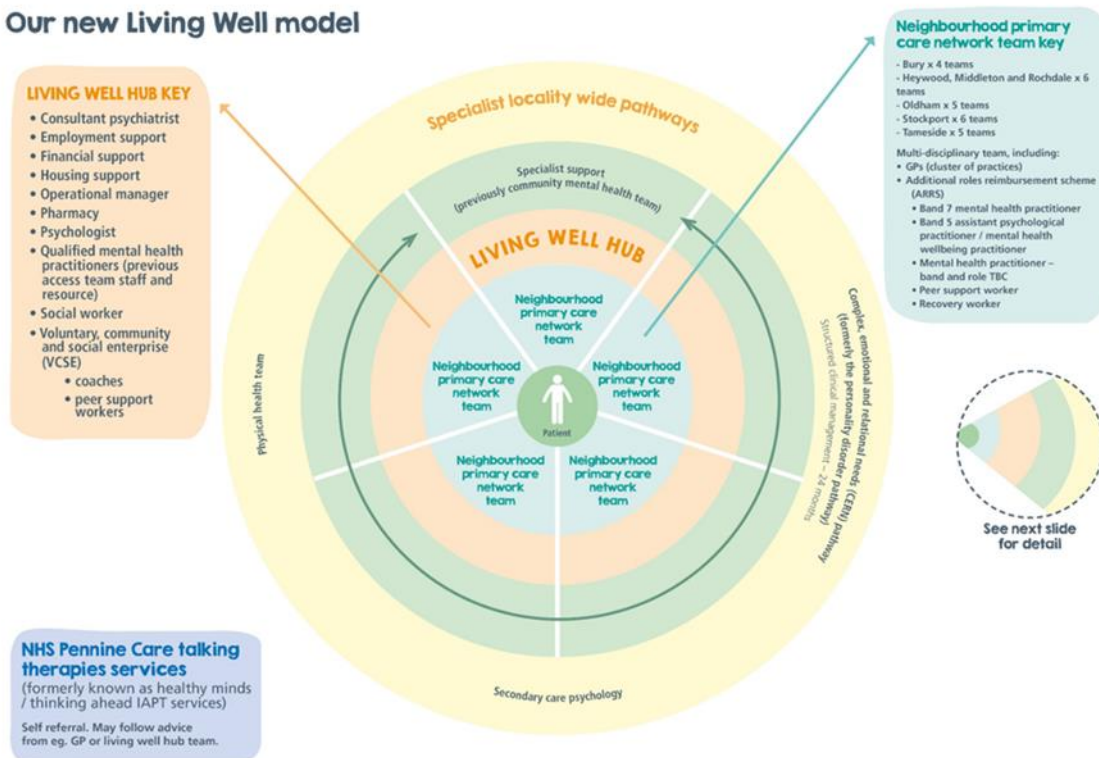 Our new Living Well model
LIVING WELL HUB KEY
• Consultant psychiatrist
• Employment support
• Financial support
• Housing support
• Operational manager
• Pharmacy
• Psychologist
• Qualified mental health
practitioners (previous
access team staff and
resource)
• Social worker
• Voluntary, community
and social enterprise
(VCSE)
• coaches
• peer support
workers
Specialist locality wide pathways
Specialist support
(previously community mental health team)
LIVING WELL HUB
Neighbourhood
primary care
network
team
Neighbourhood
primary care
network
team
Neighbourhood
primary care
network
team
Patient
Neighbourhood
primary care
network
team
Neighbourhood
primary care
network
team
Physical health team
Complex, emotional and relational needs (CERN) pathway
(formerly the personality disorder pathway)
Structured clinical management – 24 months
Secondary care psychology
Neighbourhood primary
care network team key
- Bury x 4 teams
- Heywood, Middleton and Rochdale x 6
teams
- Oldham x 5 teams
- Stockport x 6 teams
- Tameside x 5 teams
Multi-disciplinary team, including:
• GPs (cluster of practices)
• Additional roles reimbursement scheme
(ARRS)
• Band 7 mental health practitioner
• Band 5 assistant psychological
practitioner / mental health
wellbeing practitioner
• Mental health practitioner –
band and role TBC
• Peer support worker
• Recovery worker
See next slide
for detail
NHS Pennine Care talking
therapies services
(formerly known as healthy minds
/ thinking ahead IAPT services)
Self referral. May follow advice
from eg. GP or living well hub team.